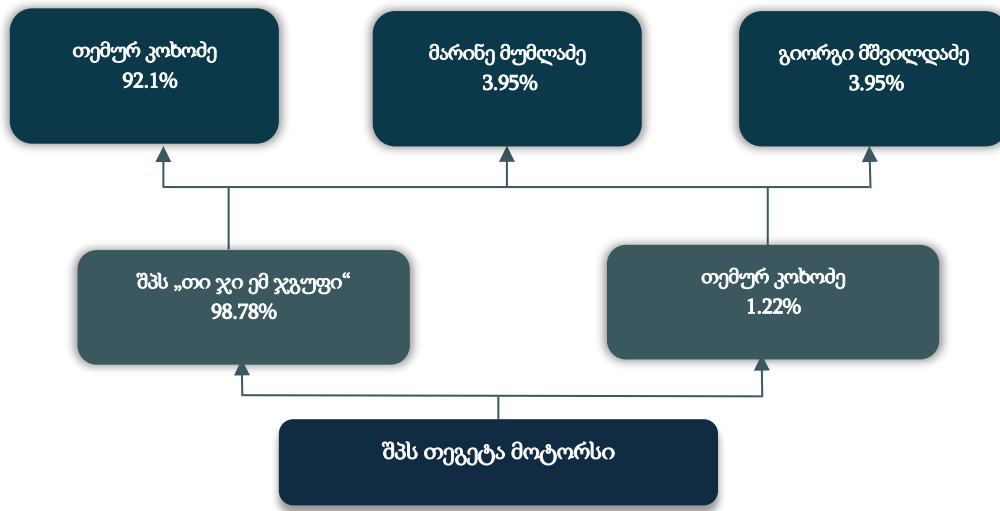 თემურ კოხოძე
92.1%
მარინე მუმლაძე
3.95%
გიორგი მშვილდაძე
3.95%
შპს „თი ჯი ემ ჯგუფი“
98.78%
თემურ კოხოძე
1.22%
შპს თეგეტა მოტორსი